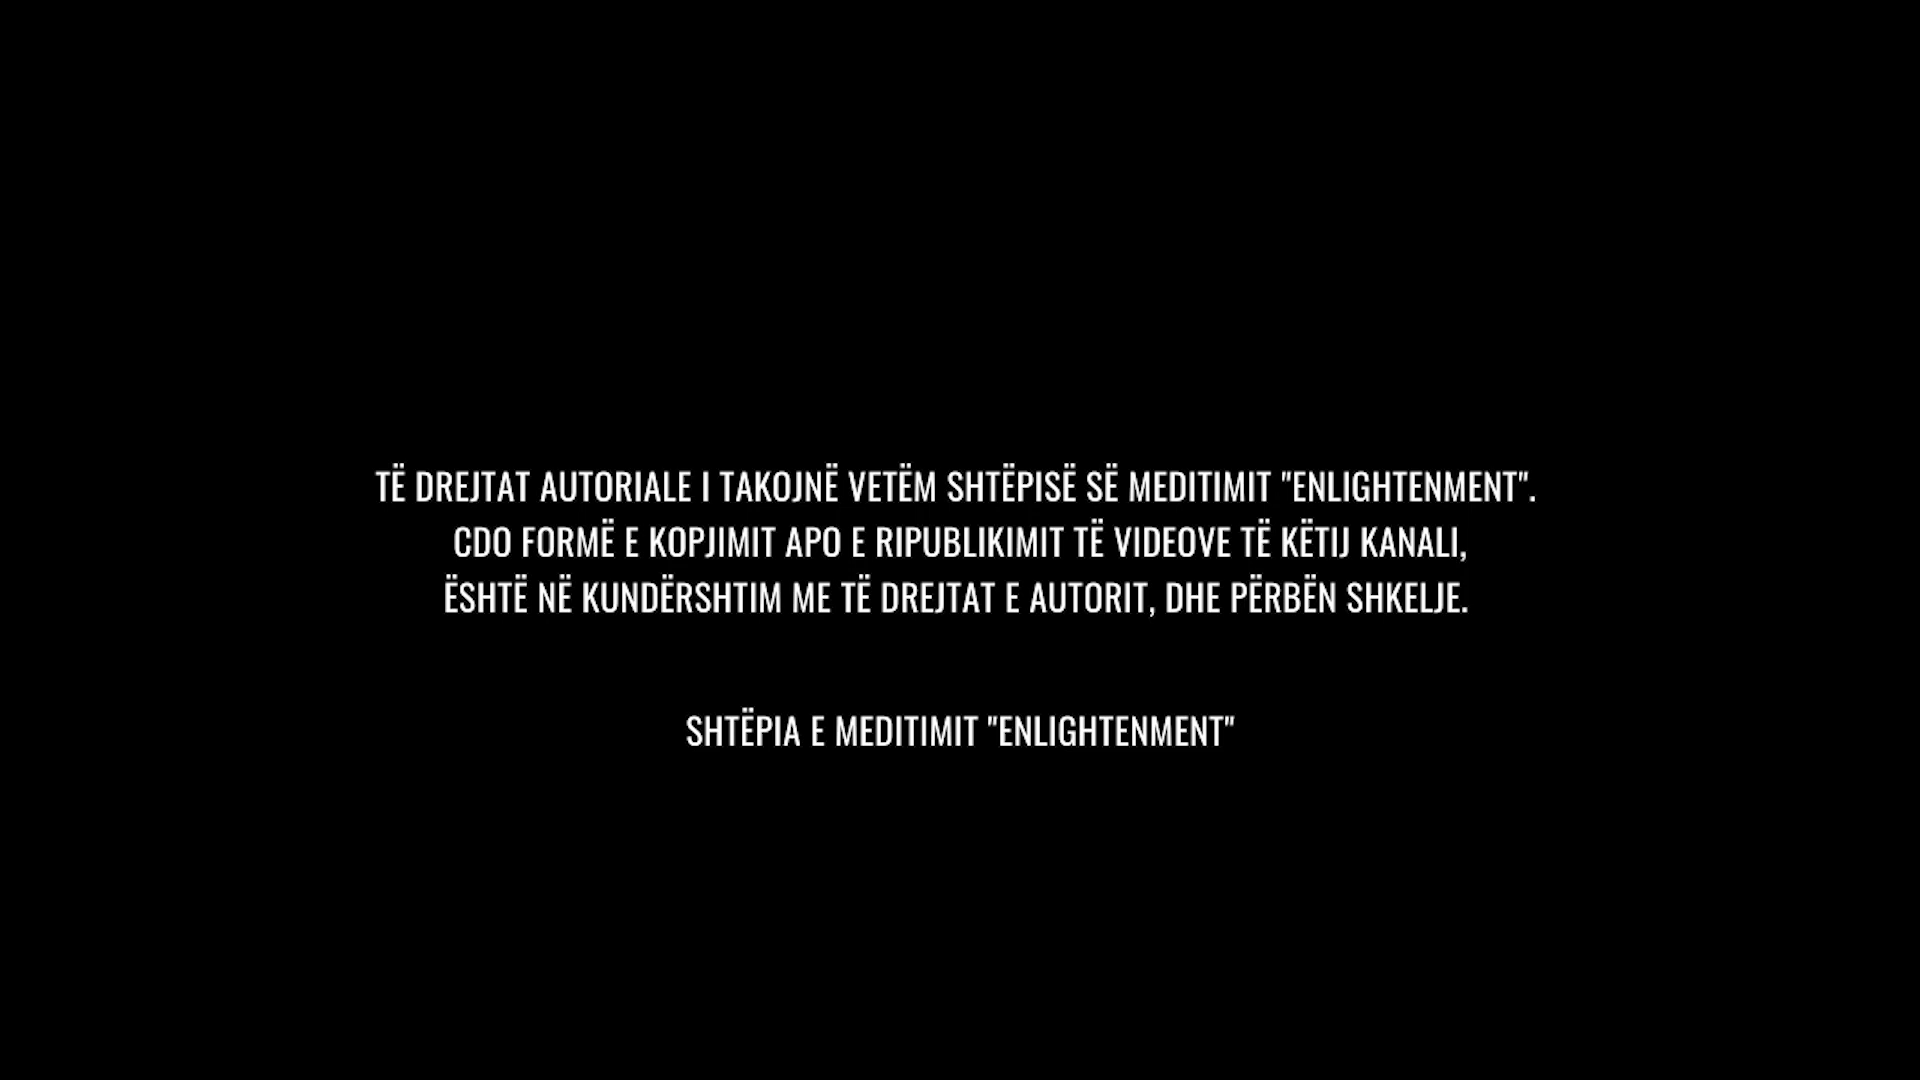 TË DREJTAT AUTORIALE I TAKOJNË VETËM SHTËPISË SË MEDITIMIT "ENLIGHTENMENT".
CDO FORMË E KOPJIMIT APO E RIPUBLIKIMIT TË VIDEOVE TË KËTIJ KANALI,
ËSHTË NË KUNDËRSHTIM ME TË DREJTAT E AUTORIT, DHE PËRBËN SHKELJE.
SHTËPIA E MEDITIMIT "ENLIGHTENMENT"